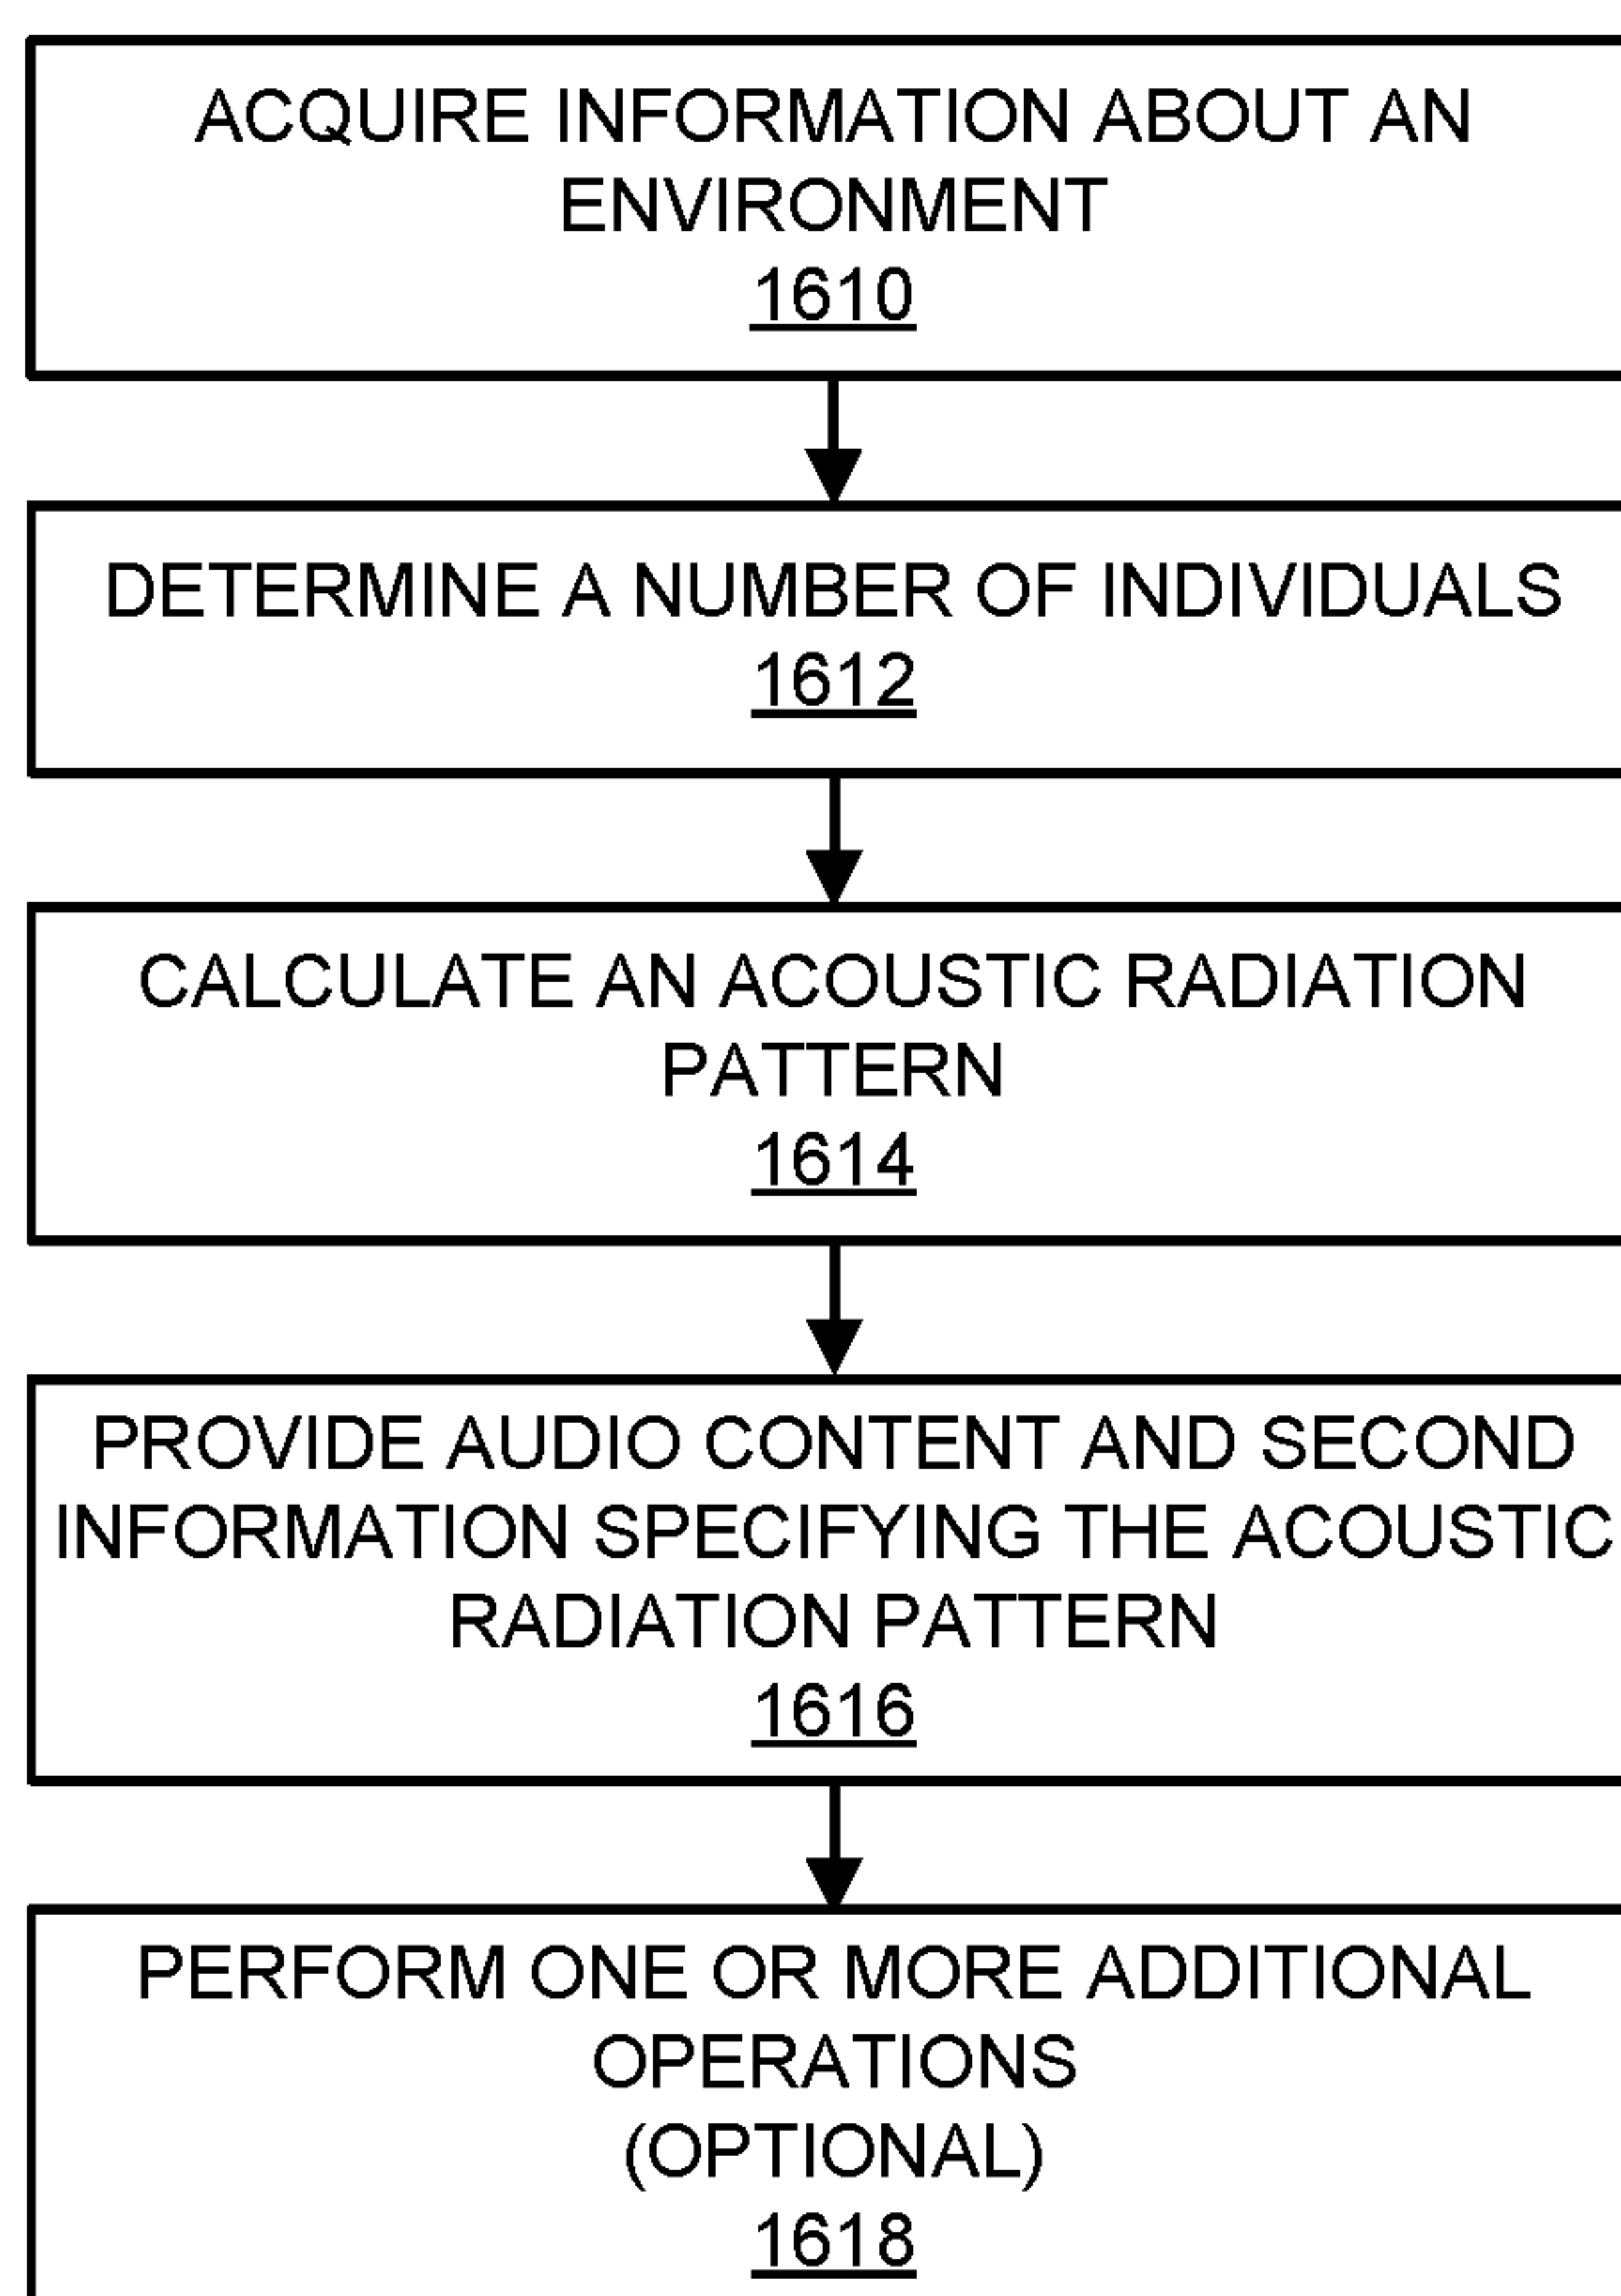 ACQUIRE INFORMATION ABOUT AN
ENVIRONMENT
1610
DETERMINE A NUMBER OF INDIVIDUALS
1612
CALCULATE AN ACOUSTIC RADIATION
PATTERN
1614
PROVIDE AUDIO CONTENT AND SECOND
INFORMATION SPECIFYING THE ACOUSTIC
RADIATION PATTERN
1616
PERFORM ONE OR MORE ADDITIONAL
OPERATIONS
(OPTIONAL)
1618